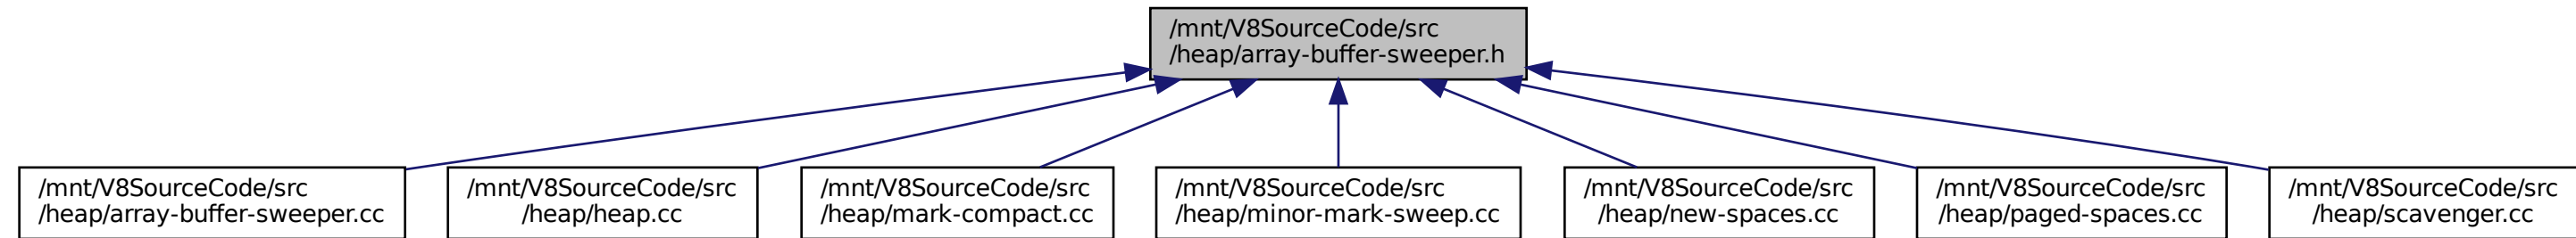 /mnt/V8SourceCode/src
/heap/array-buffer-sweeper.h
/mnt/V8SourceCode/src
/heap/array-buffer-sweeper.cc
/mnt/V8SourceCode/src
/heap/heap.cc
/mnt/V8SourceCode/src
/heap/mark-compact.cc
/mnt/V8SourceCode/src
/heap/minor-mark-sweep.cc
/mnt/V8SourceCode/src
/heap/new-spaces.cc
/mnt/V8SourceCode/src
/heap/paged-spaces.cc
/mnt/V8SourceCode/src
/heap/scavenger.cc